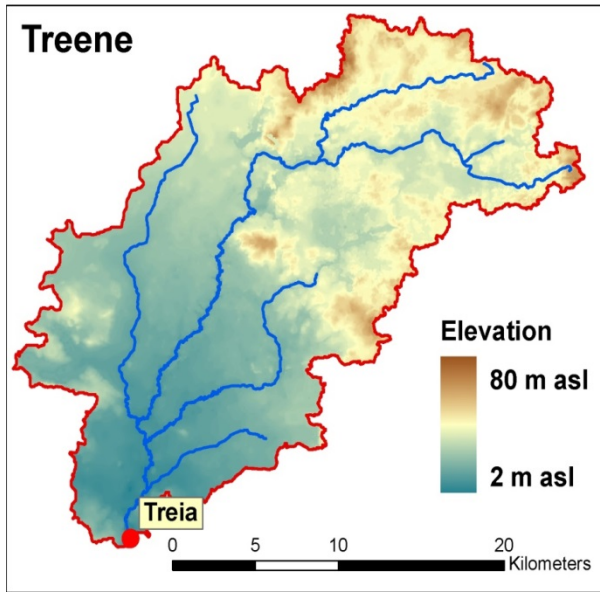 Treene
Elevation
80 m asl
2 m asl
Treia
0 5 10 20
Kilometers